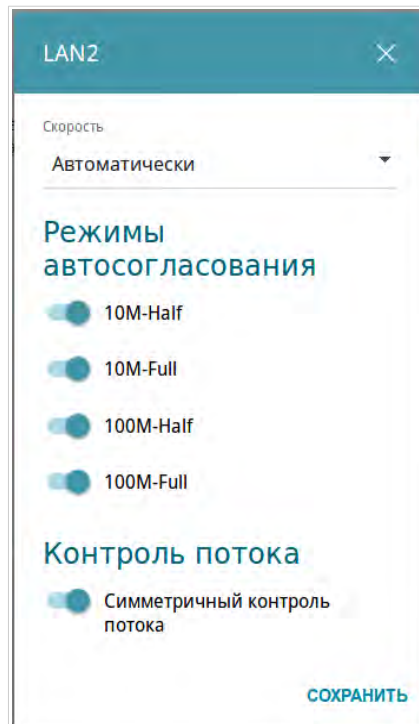 LAN2
Скорость
Автоматически
Режимы
автосогласования
10M-Half
10M-Full
100M-Half
100M-Full
Контроль потока
Симметричный контроль
потока
СОХРАНИТЬ